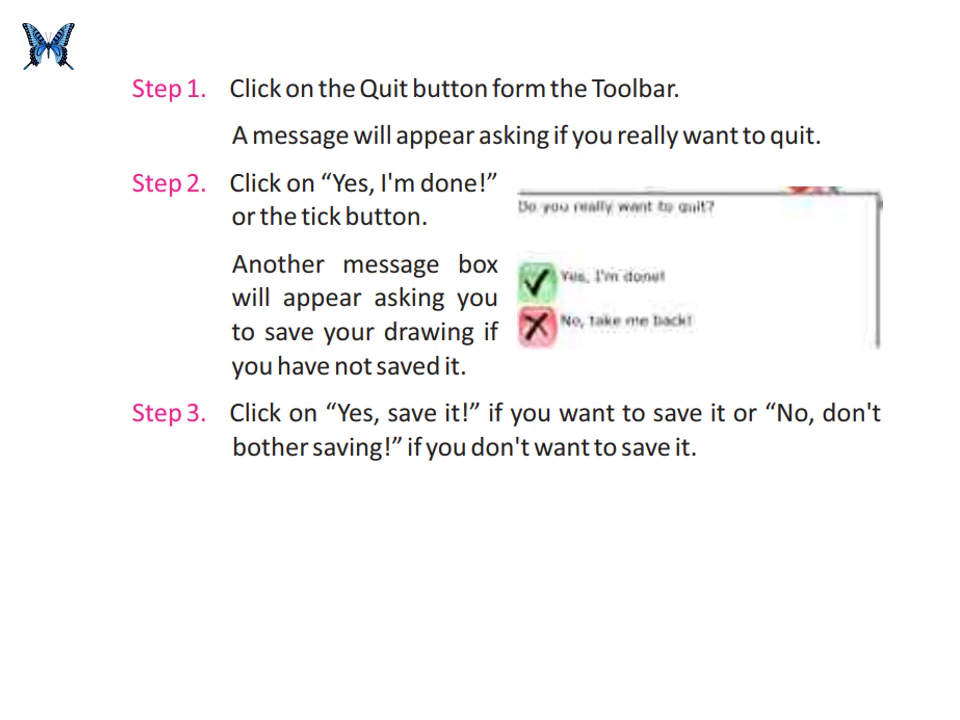 Step 1. Click on the Quit button form the Toolbar.
A message will appear asking if you really want to quit.
Step 2. Click on “Yes, I'm done!”
or the tick button.
Another message box
will appear asking you
to save your drawing if
you have not saved it.
Do you really want to quit?
Yes, I'm done!
No, take me back!
Step 3. Click on “Yes, save it!” if you want to save it or “No, don't
bother saving!” if you don't want to save it.